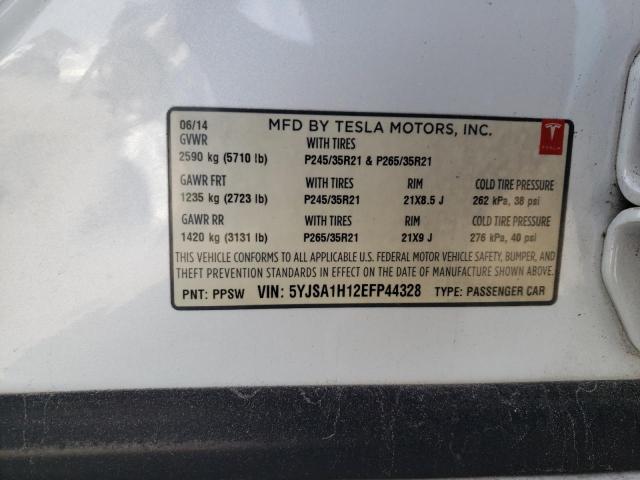 06/14 MFD BY TESLA MOTORS, INC.
GVWR WITH TIRES
2590 kg (5710 lb) P245/35R21 & P265/35R21
GAWR FRT WITH TIRES RIM COLD TIRE PRESSURE
1235 kg (2723 lb) P245/35R21 21X8.5 J 262 kPa, 38 psi
GAWR RR WITH TIRES RIM COLD TIRE PRESSURE
1420 kg (3131 lb) P265/35R21 21X9 J 276 kPa, 40 psi
THIS VEHICLE CONFORMS TO ALL APPLICABLE U.S. FEDERAL MOTOR VEHICLE SAFETY, BUMPER, AND
THEFT PREVENTION STANDARDS IN EFFECT ON THE DATE OF MANUFACTURE SHOWN ABOVE.
PNT: PPSW VIN: 5YJSA1H12EFP44328 TYPE: PASSENGER CAR
TESLA